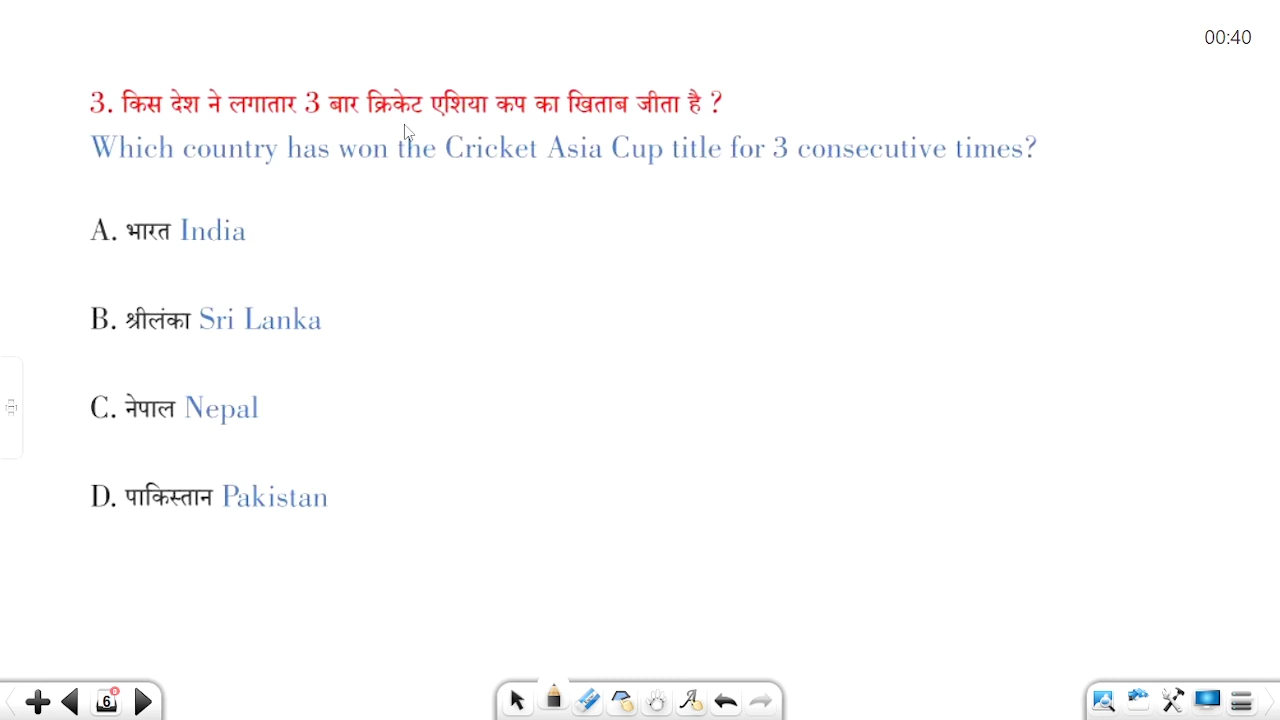 00:40
3. किस देश ने लगातार 3 बार क्रिकेट एशिया कप का खिताब जीता है ?
Which country has won the Cricket Asia Cup title for 3 consecutive times?
A. भारत India
B. श्रीलंका Sri Lanka
C. नेपाल Nepal
D. पाकिस्तान Pakistan
6